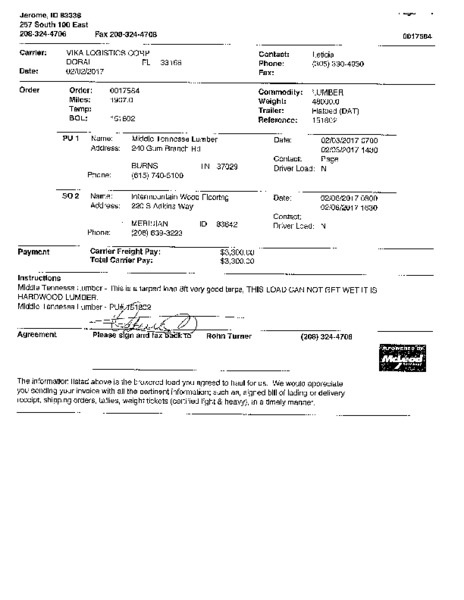 Jerome, ID 83338
257 South 100 East
208-324-4706 Fax 208-324-4708
0017584
Carrier: VIKA LOGISTICS CORP Contact: Leticia
DORAL FL 33166 Phone: (305) 330-4050
Date: 02/02/2017 Fax:
Order Order: 0017584 Commodity: LUMBER
Miles: 1907.0 Weight: 48000.0
Temp: Trailer: Flatbed (DAT)
BOL: 151802 Reference: 151802
PU 1 Name: Middle Tennesse Lumber Date: 02/03/2017 0700
Address: 240 Gum Branch Rd 02/03/2017 1430
Contact: Page
BURNS TN 37029 Driver Load: N
Phone: (615) 740-5109
SO 2 Name: Intermountain Wood Flooring Date: 02/06/2017 0800
Address: 220 S Adkins Way 02/06/2017 1630
Contact:
MERIDIAN ID 83642 Driver Load: N
Phone: (208) 639-3223
Payment Carrier Freight Pay: $3,300.00
Total Carrier Pay: $3,300.00
Instructions
Middle Tennesse Lumber - This is a tarped load 8ft very good tarps, THIS LOAD CAN NOT GET WET IT IS
HARDWOOD LUMBER.
Middle Tennesse Lumber - PU# 151802
Agreement Please sign and fax back to Rohn Turner (208) 324-4708
POWERED BY
McLeod
The information listed above is the brokered load you agreed to haul for us. We would appreciate
you sending your invoice with all the pertinent information; such as, signed bill of lading or delivery
receipt, shipping orders, tallies, weight tickets (certified light & heavy), in a timely manner.